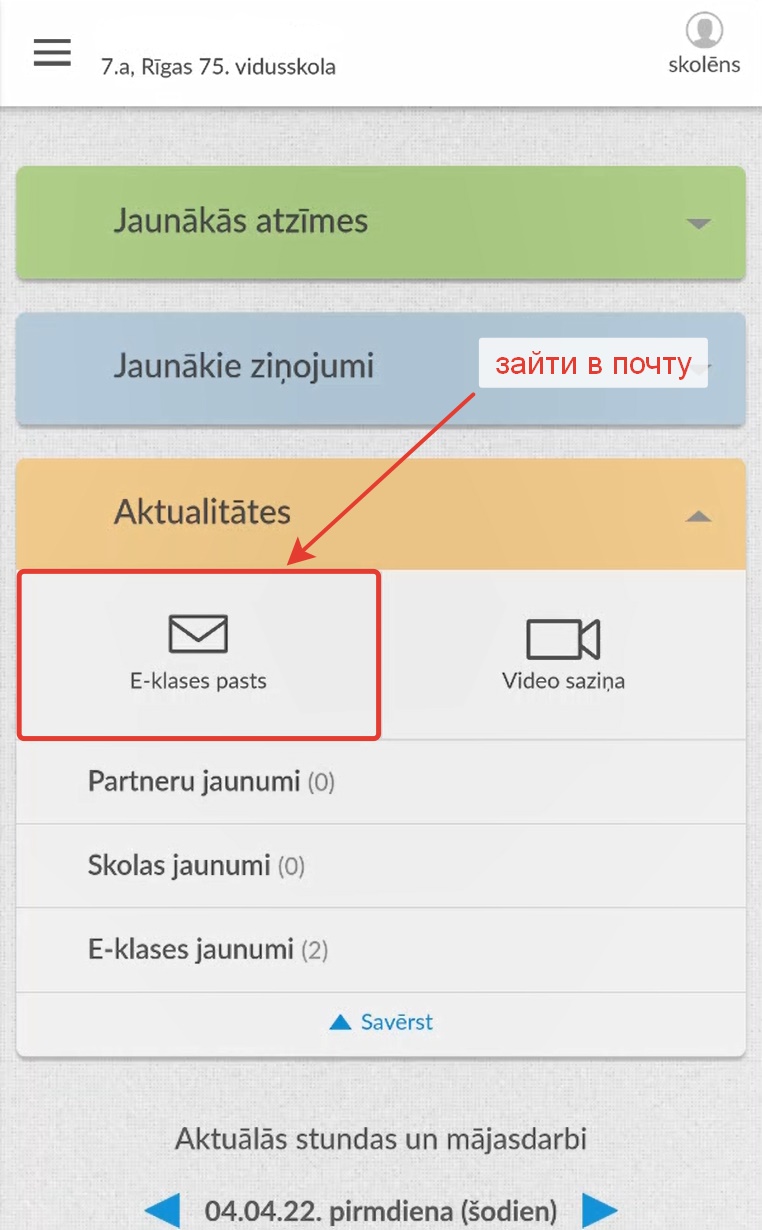 7.a, Rīgas 75. vidusskola
skolēns
Jaunākās atzīmes
Jaunākie ziņojumi
зайти в почту
Aktualitātes
E-klases pasts
Video saziņa
Partneru jaunumi (0)
Skolas jaunumi (0)
E-klases jaunumi (2)
Savērst
Aktuālās stundas un mājasdarbi
04.04.22. pirmdiena (šodien)